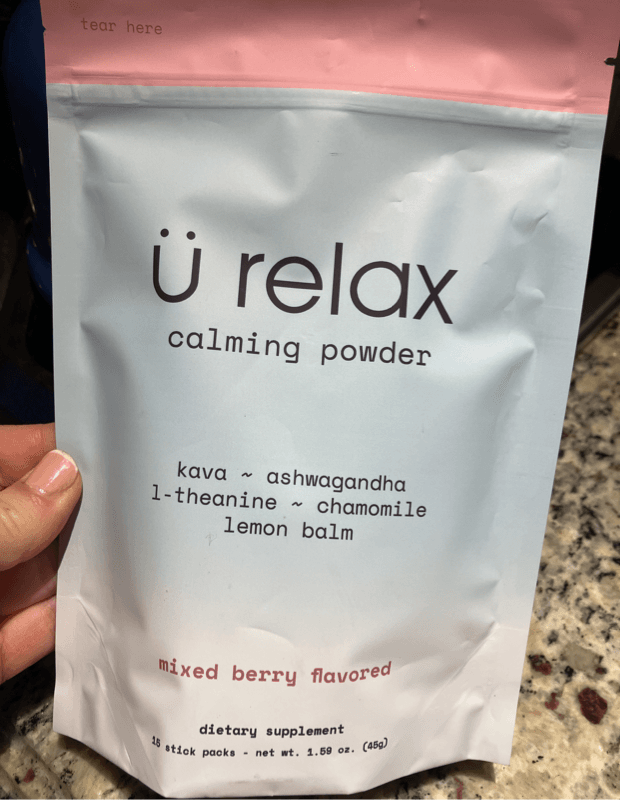 tear here
ü relax
calming powder
kava ~ ashwagandha
l-theanine ~ chamomile
lemon balm
mixed berry flavored
dietary supplement
15 stick packs - net wt. 1.59 oz. (45g)